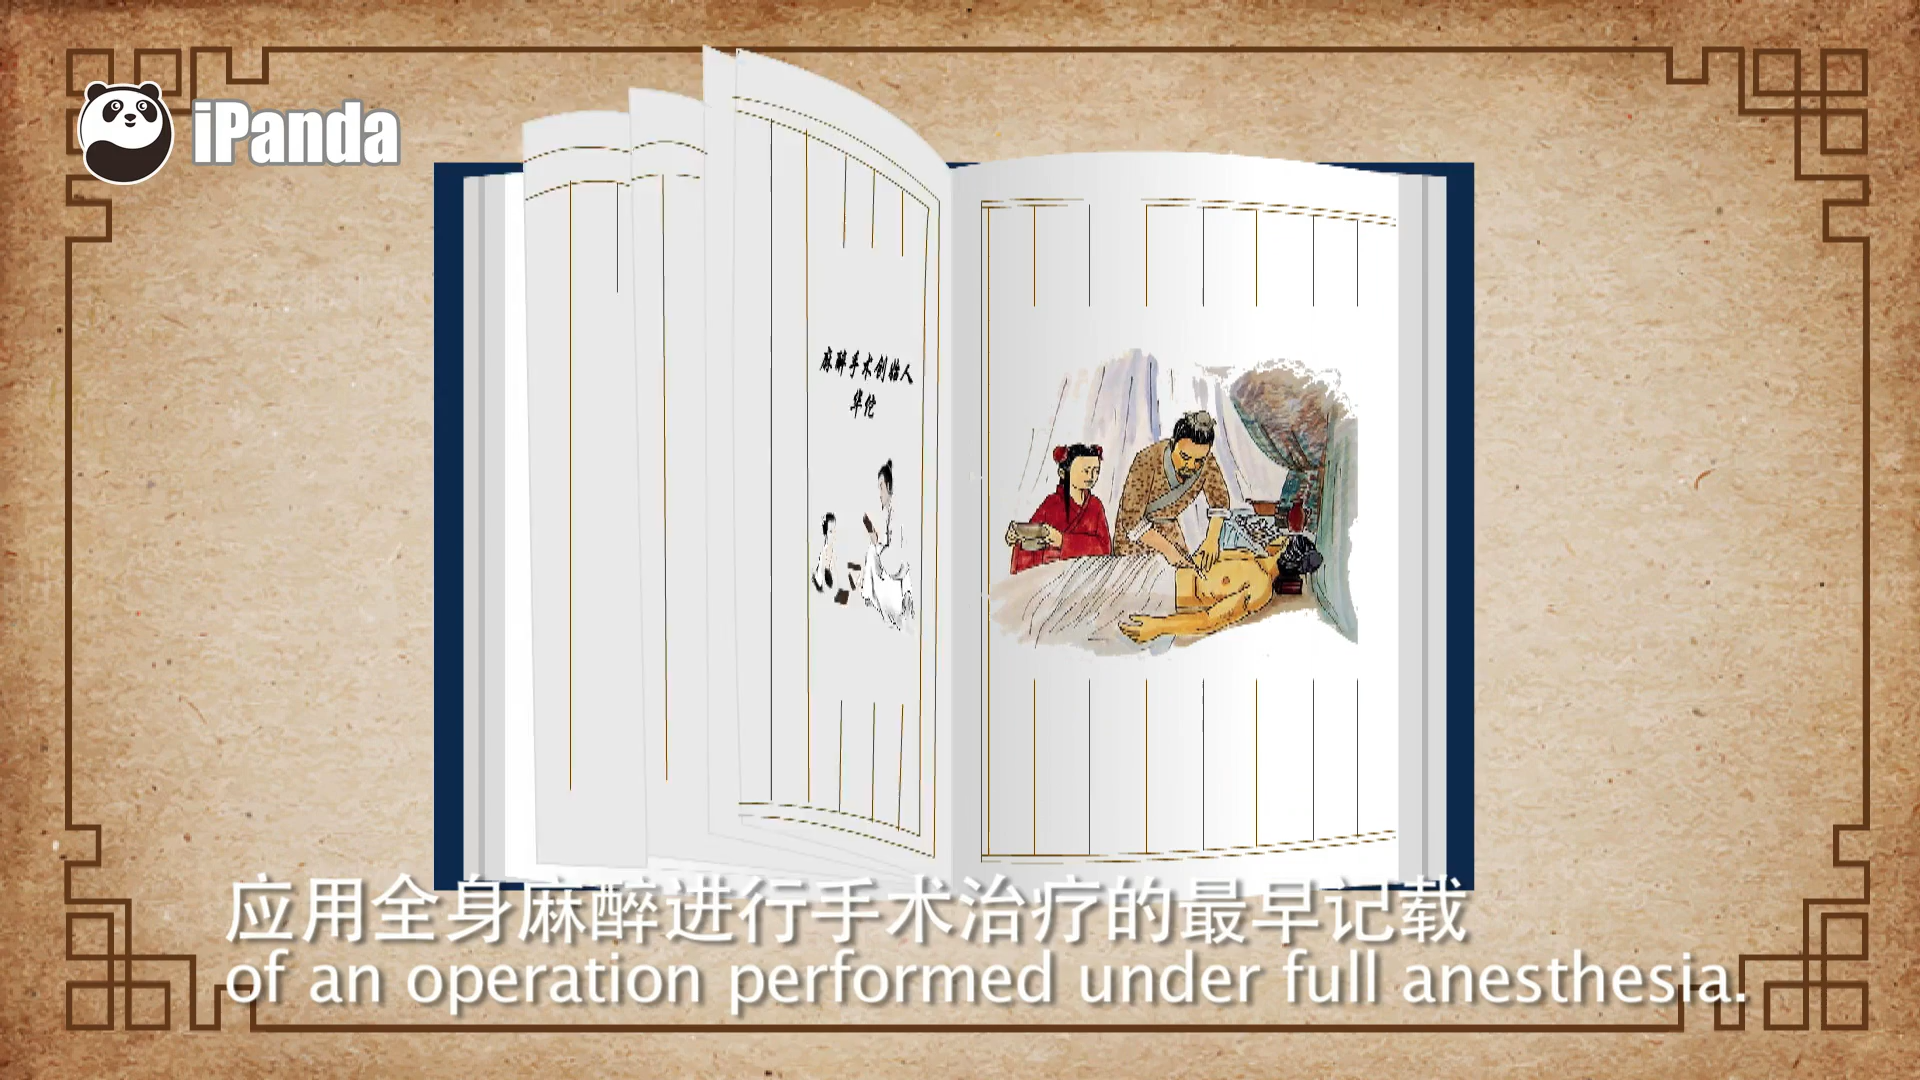 iPanda
麻醉手术创始人
华佗
应用全身麻醉进行手术治疗的最早记载
of an operation performed under full anesthesia.